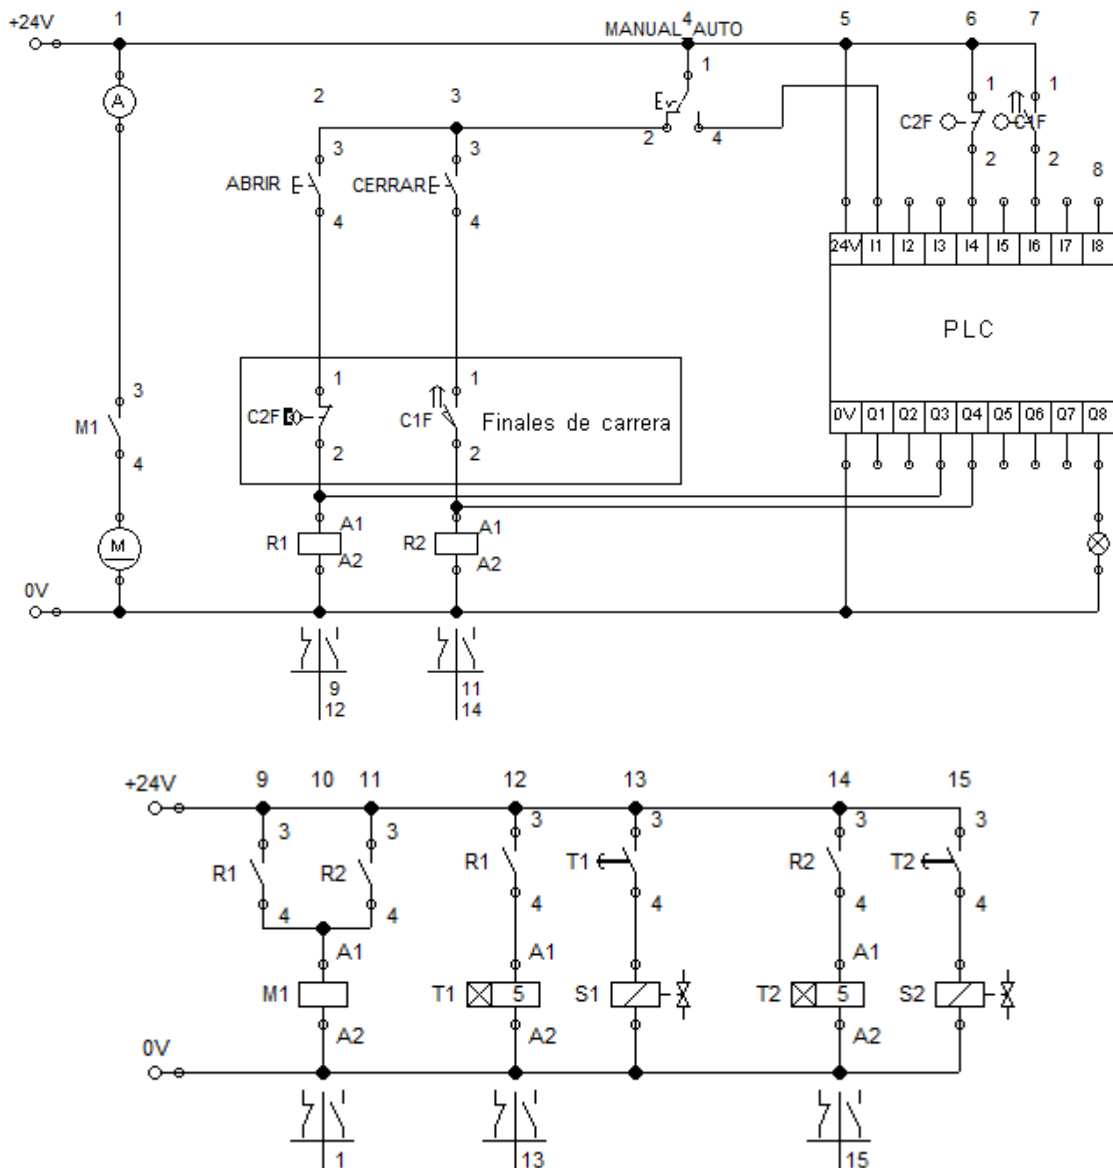 +24V 1 4 5 6 7
MANUAL AUTO
1
A 2 3 E 1 1
C2F C1F
2 4 2 2
3 3 8
ABRIR E CERRAR E
4 4
24V I1 I2 I3 I4 I5 I6 I7 I8
PLC
1 1
3
M1 C2F C1F Finales de carrera
0V Q1 Q2 Q3 Q4 Q5 Q6 Q7 Q8
4 2 2
A1 A1
M R1 R2
A2 A2
0V
9 11
12 14
+24V 9 10 11 12 13 14 15
3 3 3 3 3 3
R1 R2 R1 T1 R2 T2
4 4 4 4 4 4
A1 A1 A1
M1 T1 5 S1 T2 5 S2
A2 A2 A2
0V
1 13 15